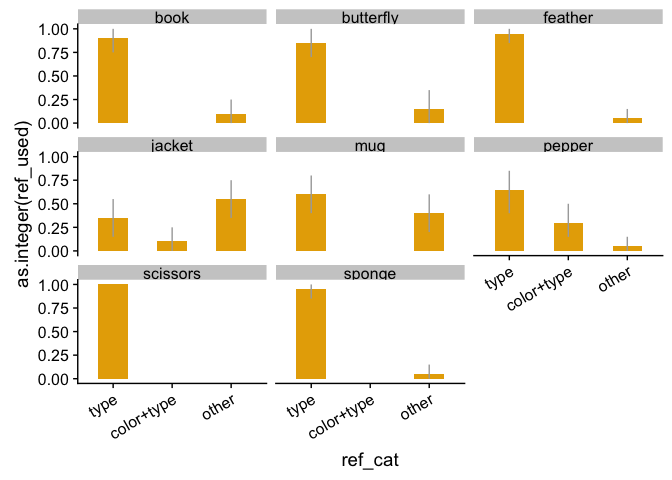 book butterfly feather
1.00
0.75
0.50
0.25
0.00
jacket mug pepper
1.00
0.75
0.50
0.25
0.00
type color+type other
scissors sponge
1.00
0.75
0.50
0.25
0.00
type color+type other type color+type other
as.integer(ref_used)
ref_cat